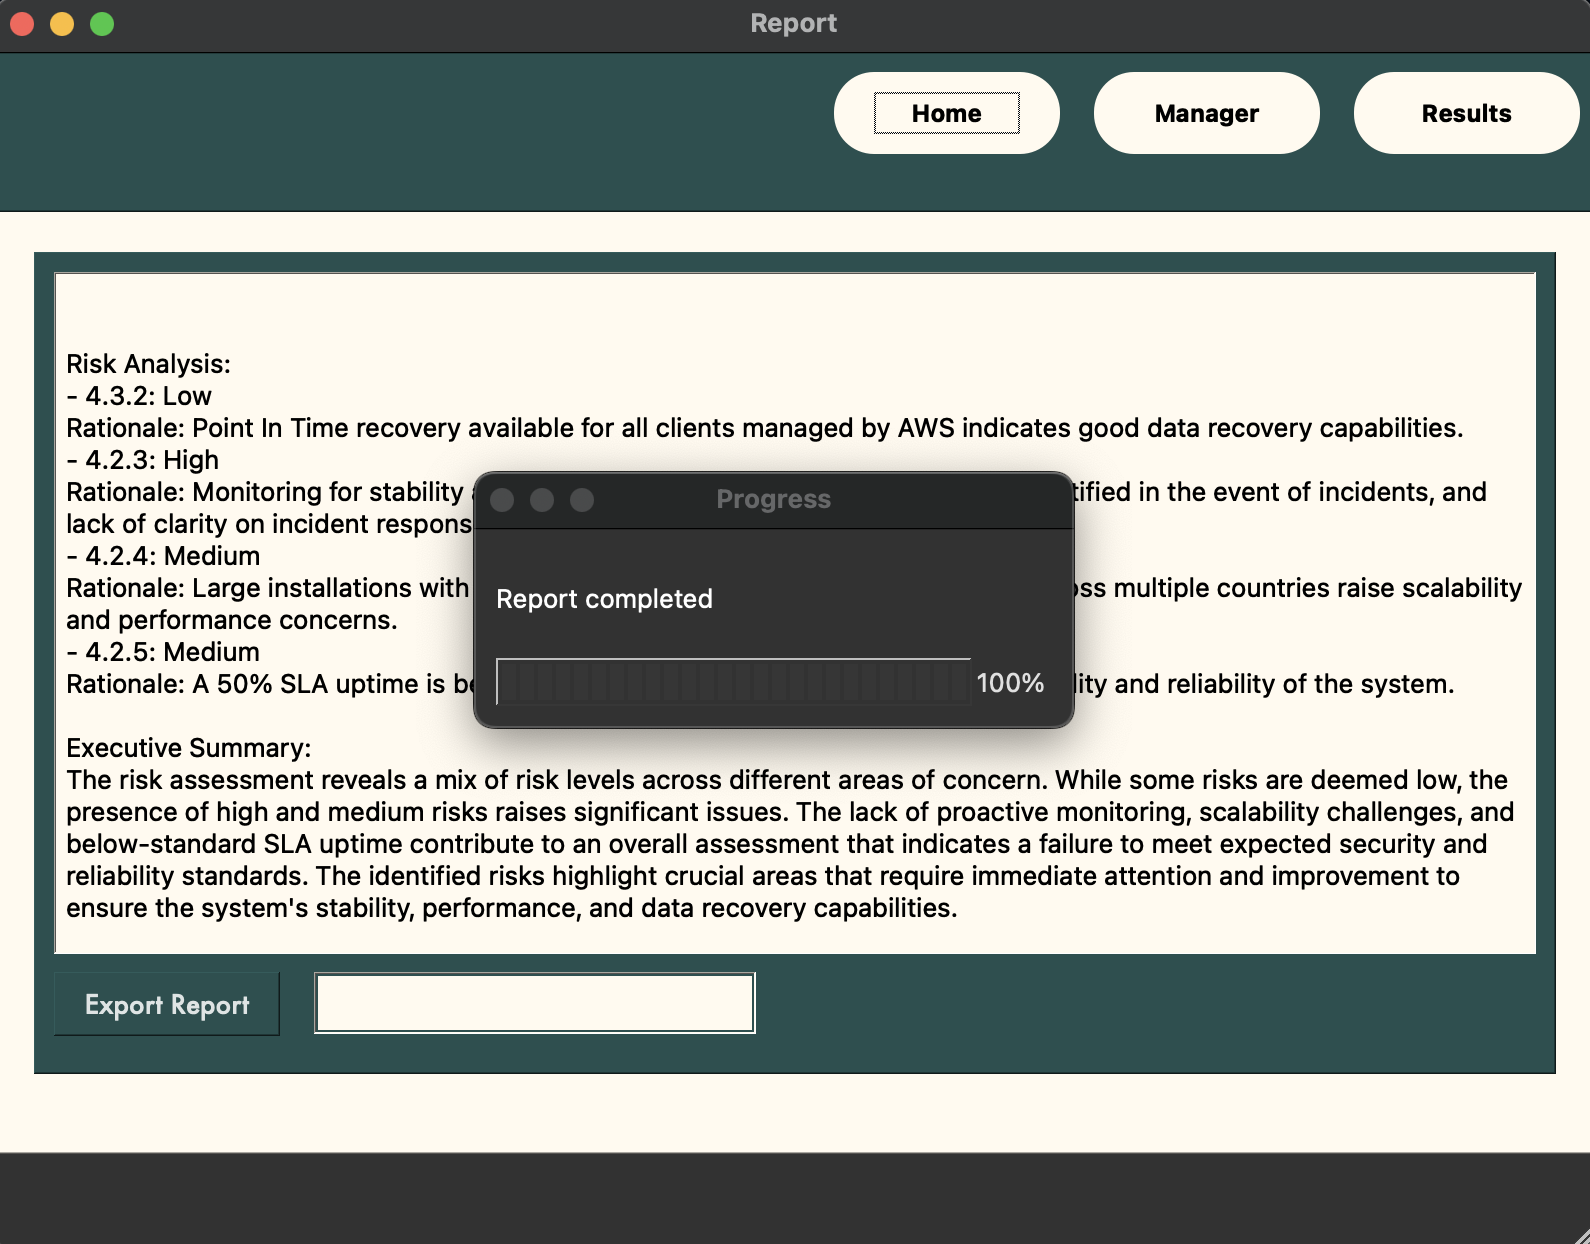 Report
Home
Manager
Results
Risk Analysis:
- 4.3.2: Low
Rationale: Point In Time recovery available for all clients managed by AWS indicates good data recovery capabilities.
- 4.2.3: High
Rationale: Monitoring for stability
in the event of incidents, and
lack of clarity on incident
- 4.2.4: Medium
Rationale: Large installations with
multiple countries raise scalability
and performance concerns.
- 4.2.5: Medium
Rationale: A 50% SLA uptime is
and reliability of the system.
Progress
Report completed
100%
Executive Summary:
The risk assessment reveals a mix of risk levels across different areas of concern. While some risks are deemed low, the
presence of high and medium risks raises significant issues. The lack of proactive monitoring, scalability challenges, and
below-standard SLA uptime contribute to an overall assessment that indicates a failure to meet expected security and
reliability standards. The identified risks highlight crucial areas that require immediate attention and improvement to
ensure the system's stability, performance, and data recovery capabilities.
Export Report